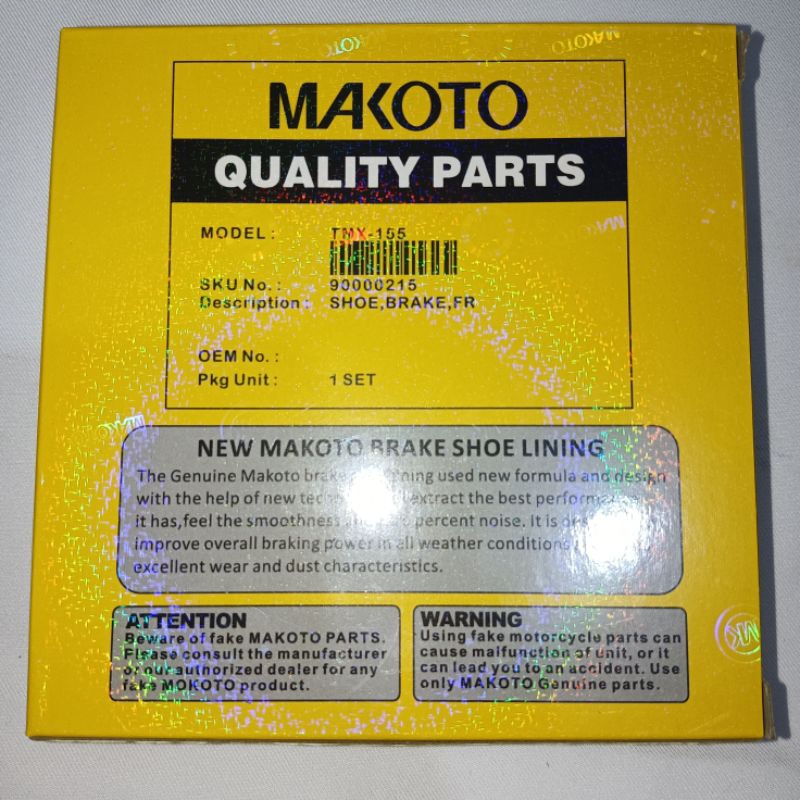 MAKOTO
QUALITY PARTS
MODEL: TMX-155
SKU No.: 90000215
Description: SHOE,BRAKE,FR
OEM No.:
Pkg Unit: 1 SET
NEW MAKOTO BRAKE SHOE LINING
The Genuine Makoto brake used new formula and design
with the help of new extract the best
it has,feel the smoothness percent noise. It is
improve overall braking power in all weather conditions
excellent wear and dust characteristics.
ATTENTION
Beware of fake MAKOTO PARTS.
Please consult the manufacturer
or our authorized dealer for any
fake MOKOTO product.
WARNING
Using fake motorcycle parts can
cause malfunction of unit, or it
can lead you to an accident. Use
only MAKOTO Genuine parts.
MAKOTO
MAKOTO
MK